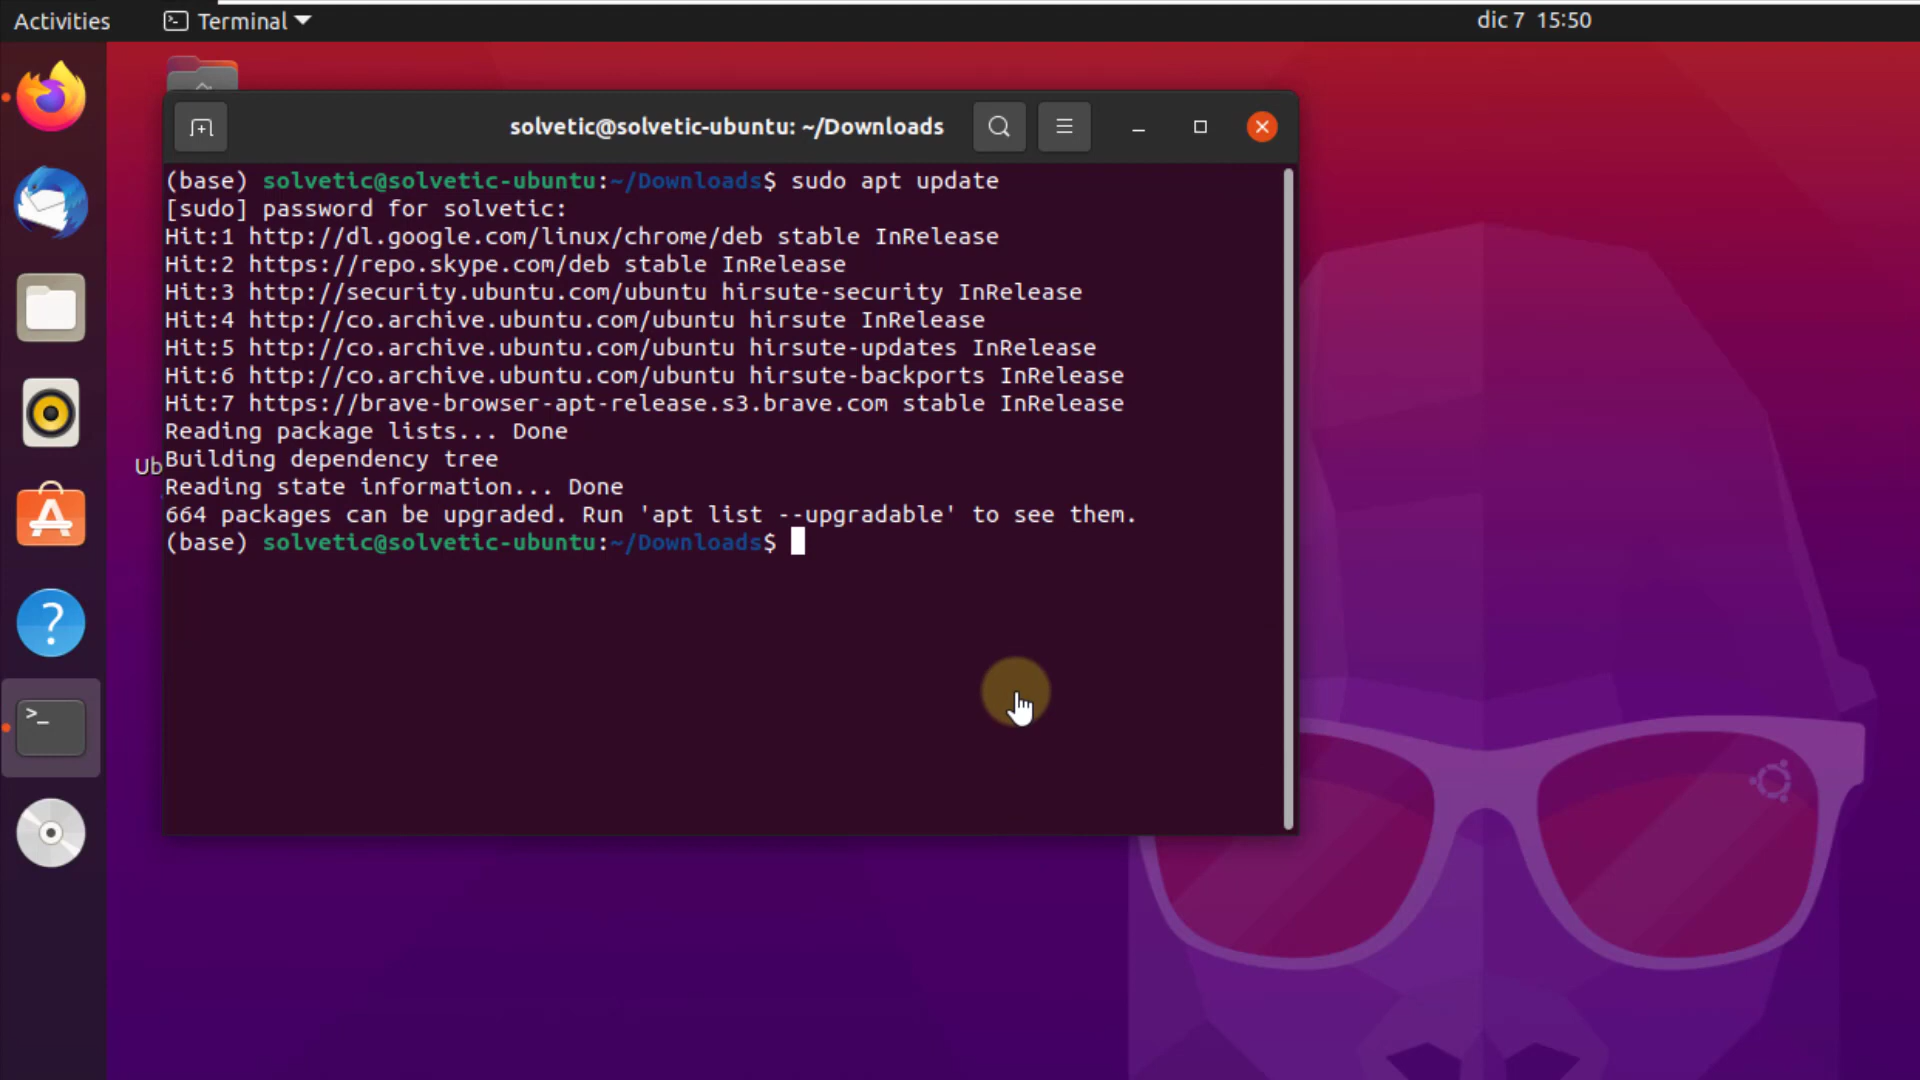 Activities
Terminal
dic 7 15:50
solvetic@solvetic-ubuntu: ~/Downloads
(base) solvetic@solvetic-ubuntu:~/Downloads$ sudo apt update
[sudo] password for solvetic:
Hit:1 http://dl.google.com/linux/chrome/deb stable InRelease
Hit:2 https://repo.skype.com/deb stable InRelease
Hit:3 http://security.ubuntu.com/ubuntu hirsute-security InRelease
Hit:4 http://co.archive.ubuntu.com/ubuntu hirsute InRelease
Hit:5 http://co.archive.ubuntu.com/ubuntu hirsute-updates InRelease
Hit:6 http://co.archive.ubuntu.com/ubuntu hirsute-backports InRelease
Hit:7 https://brave-browser-apt-release.s3.brave.com stable InRelease
Reading package lists... Done
Building dependency tree
Ub
Reading state information... Done
664 packages can be upgraded. Run 'apt list --upgradable' to see them.
(base) solvetic@solvetic-ubuntu:~/Downloads$